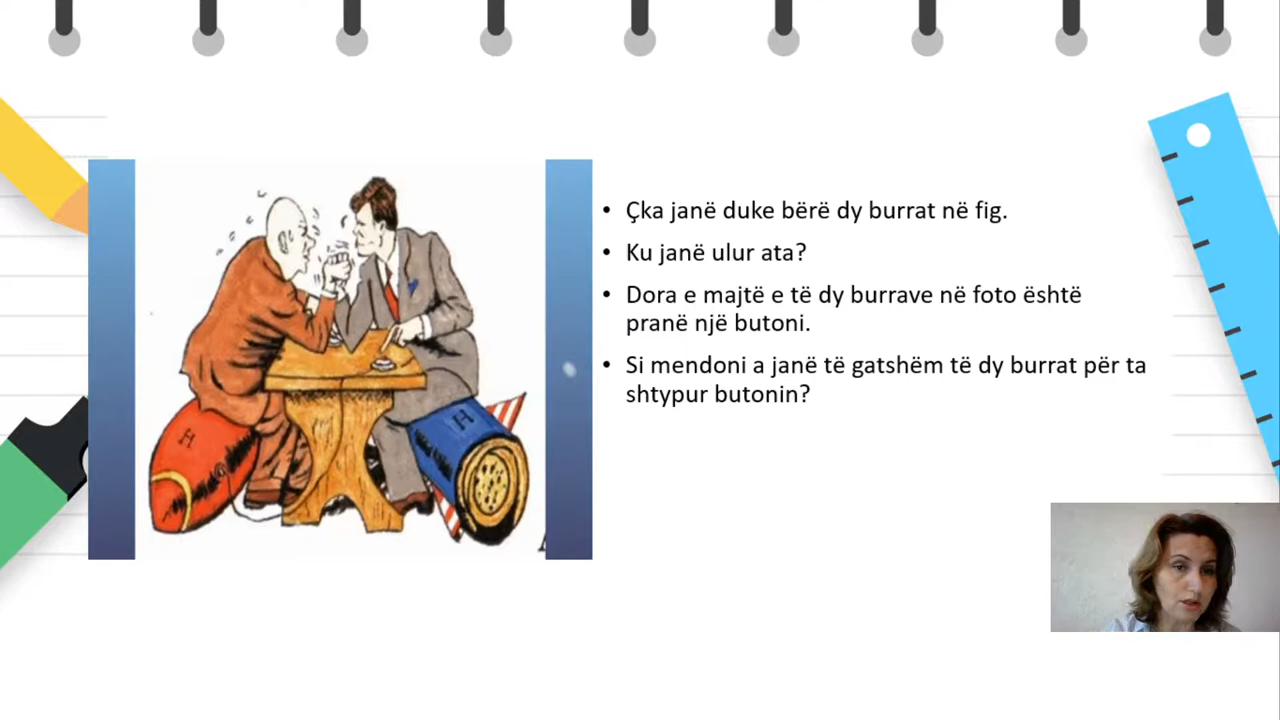 • Çka janë duke bërë dy burrat në fig.
• Ku janë ulur ata?
• Dora e majtë e të dy burrave në foto është
pranë një butoni.
• Si mendoni a janë të gatshëm të dy burrat për ta
shtypur butonin?
H
H